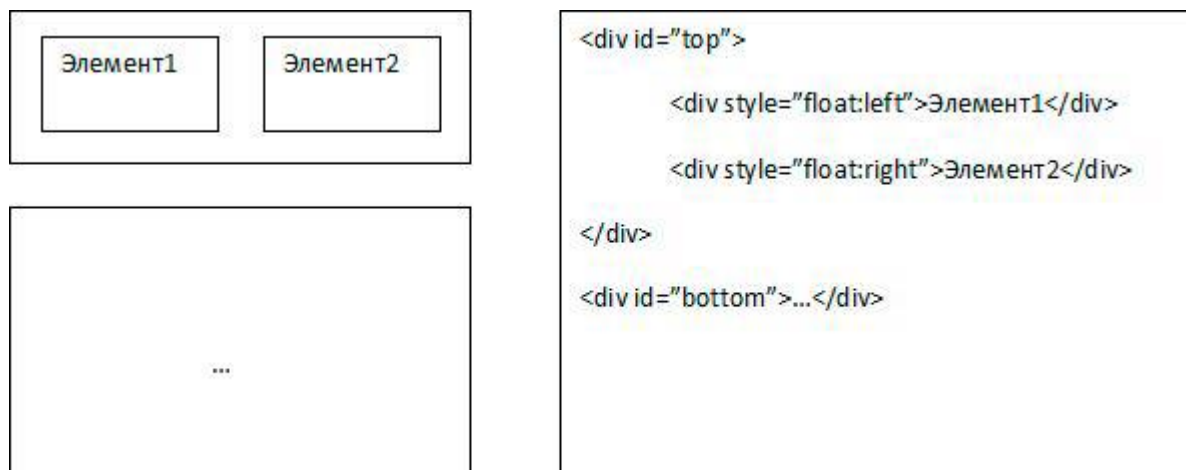 Элемент1 Элемент2
...
<div id=”top”>
<div style=”float:left”>Элемент1</div>
<div style=”float:right”>Элемент2</div>
</div>
<div id=”bottom”>...</div>